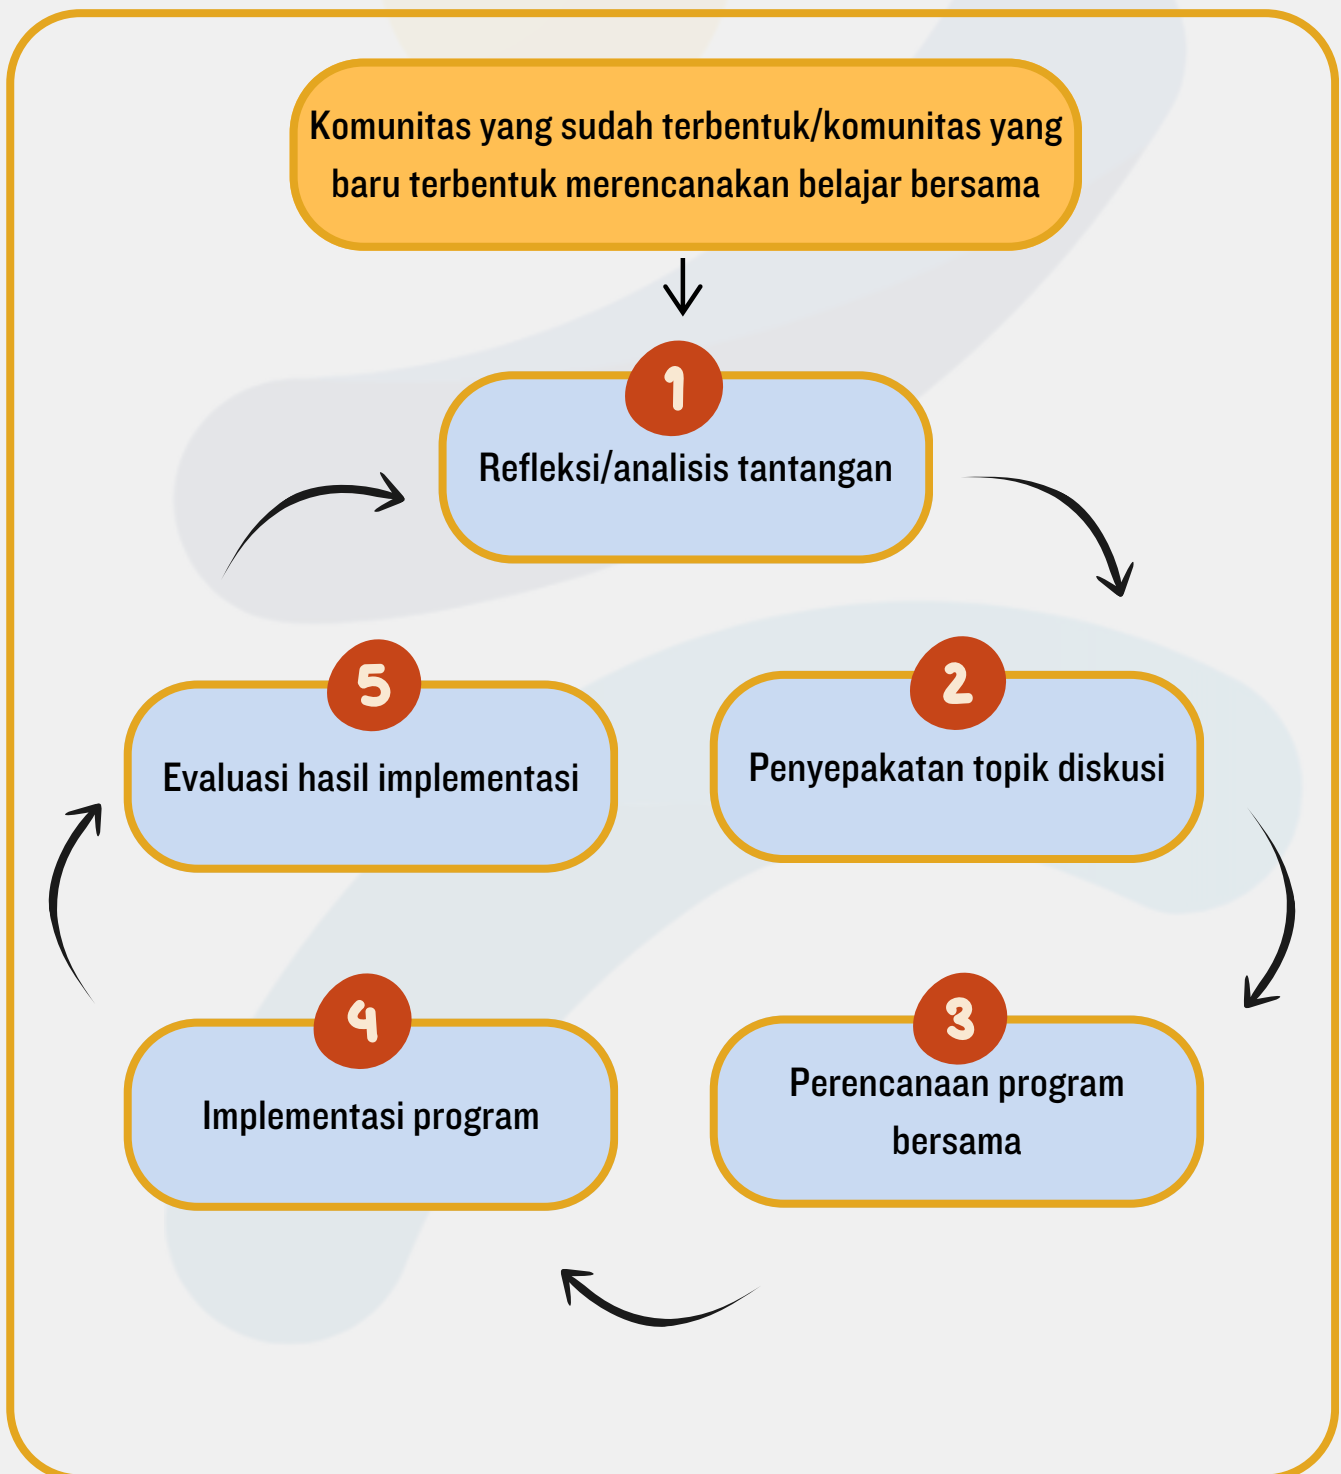 Komunitas yang sudah terbentuk/komunitas yang
baru terbentuk merencanakan belajar bersama
1
Refleksi/analisis tantangan
2
Penyepakatan topik diskusi
3
Perencanaan program
bersama
4
Implementasi program
5
Evaluasi hasil implementasi